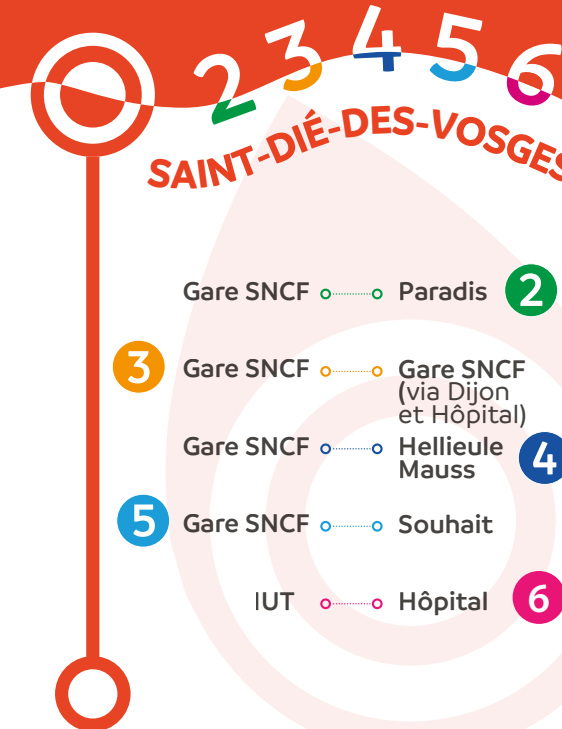 2 3 4 5 6
SAINT-DIÉ-DES-VOSGES
Gare SNCF Paradis 2
3 Gare SNCF Gare SNCF
(via Dijon
et Hôpital)
Gare SNCF Hellieule 4
Mauss
5 Gare SNCF Souhait
IUT Hôpital 6